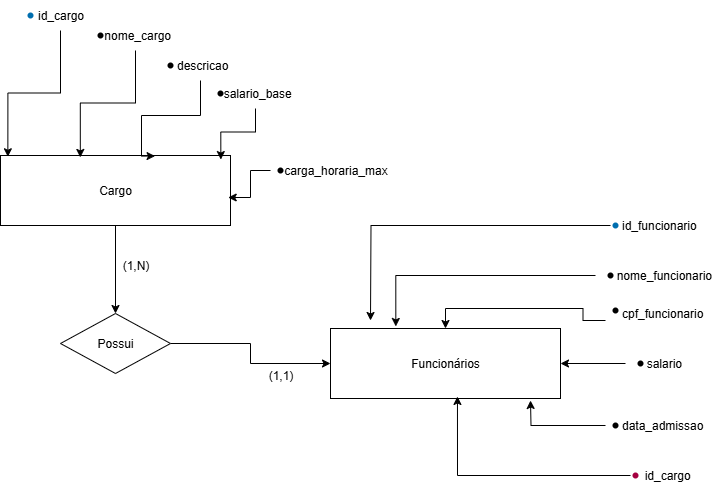 id_cargo
nome_cargo
descricao
salario_base
carga_horaria_max
Cargo
id_funcionario
(1,N)
nome_funcionario
cpf_funcionario
Possui
Funcionários
salario
(1,1)
data_admissao
id_cargo